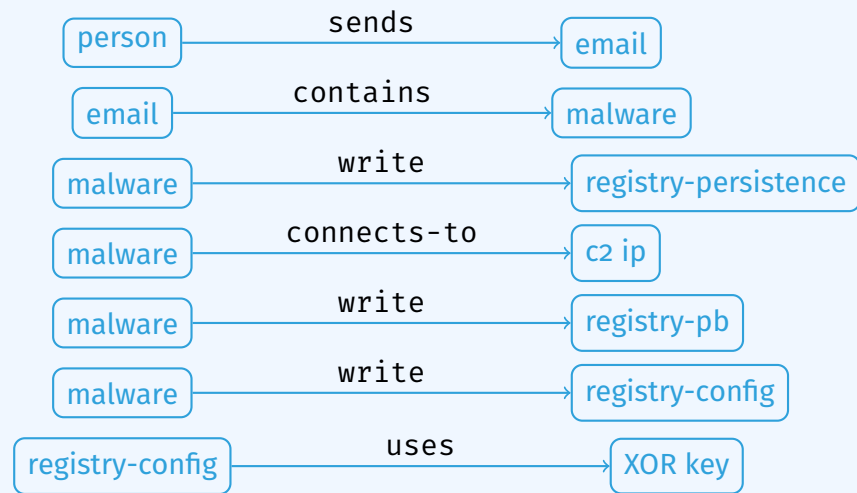 person sends email
email contains malware
malware write registry-persistence
malware connects-to c2 ip
malware write registry-pb
malware write registry-config
registry-config uses XOR key